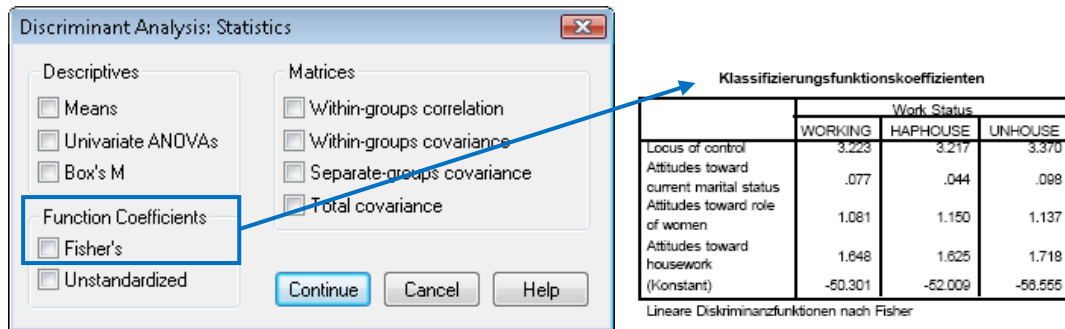 Discriminant Analysis: Statistics
Descriptives
Means
Univariate ANOVAs
Box's M
Function Coefficients
Fisher's
Unstandardized
Matrices
Within-groups correlation
Within-groups covariance
Separate-groups covariance
Total covariance
Continue Cancel Help
Klassifizierungsfunktionskoeffizienten
Work Status
WORKING HAPHOUSE UNHOUSE
Locus of control 3.223 3.217 3.370
Attitudes toward
current marital status .077 .044 .098
Attitudes toward role
of women 1.081 1.150 1.137
Attitudes toward
housework 1.648 1.625 1.718
(Konstant) -50.301 -52.009 -56.555
Lineare Diskriminanzfunktionen nach Fisher